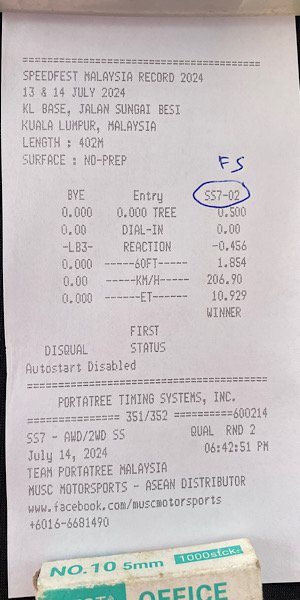 SPEEDFEST MALAYSIA RECORD 2024
13 & 14 JULY 2024
KL BASE, JALAN SUNGAI BESI
KUALA LUMPUR, MALAYSIA
LENGTH : 402M
SURFACE : NO-PREP
FS
BYE Entry SS7-02
0.000 0.000 TREE 0.500
0.00 DIAL-IN 0.00
-LB3- REACTION -0.456
0.000 -----60FT----- 1.854
0.00 -----KM/H----- 206.90
0.000 ------ET------ 10.929
WINNER
FIRST
DISQUAL STATUS
Autostart Disabled
PORTATREE TIMING SYSTEMS, INC.
============ 351/352 ==========600214
SS7 - AWD/2WD SS QUAL RND 2
July 14, 2024 06:42:51 PM
TEAM PORTATREE MALAYSIA
MUSC MOTORSPORTS - ASEAN DISTRIBUTOR
www.facebook.com/muscmotorsports
+6016-6681490
NO.10 5mm 1000stck.
OFFICE